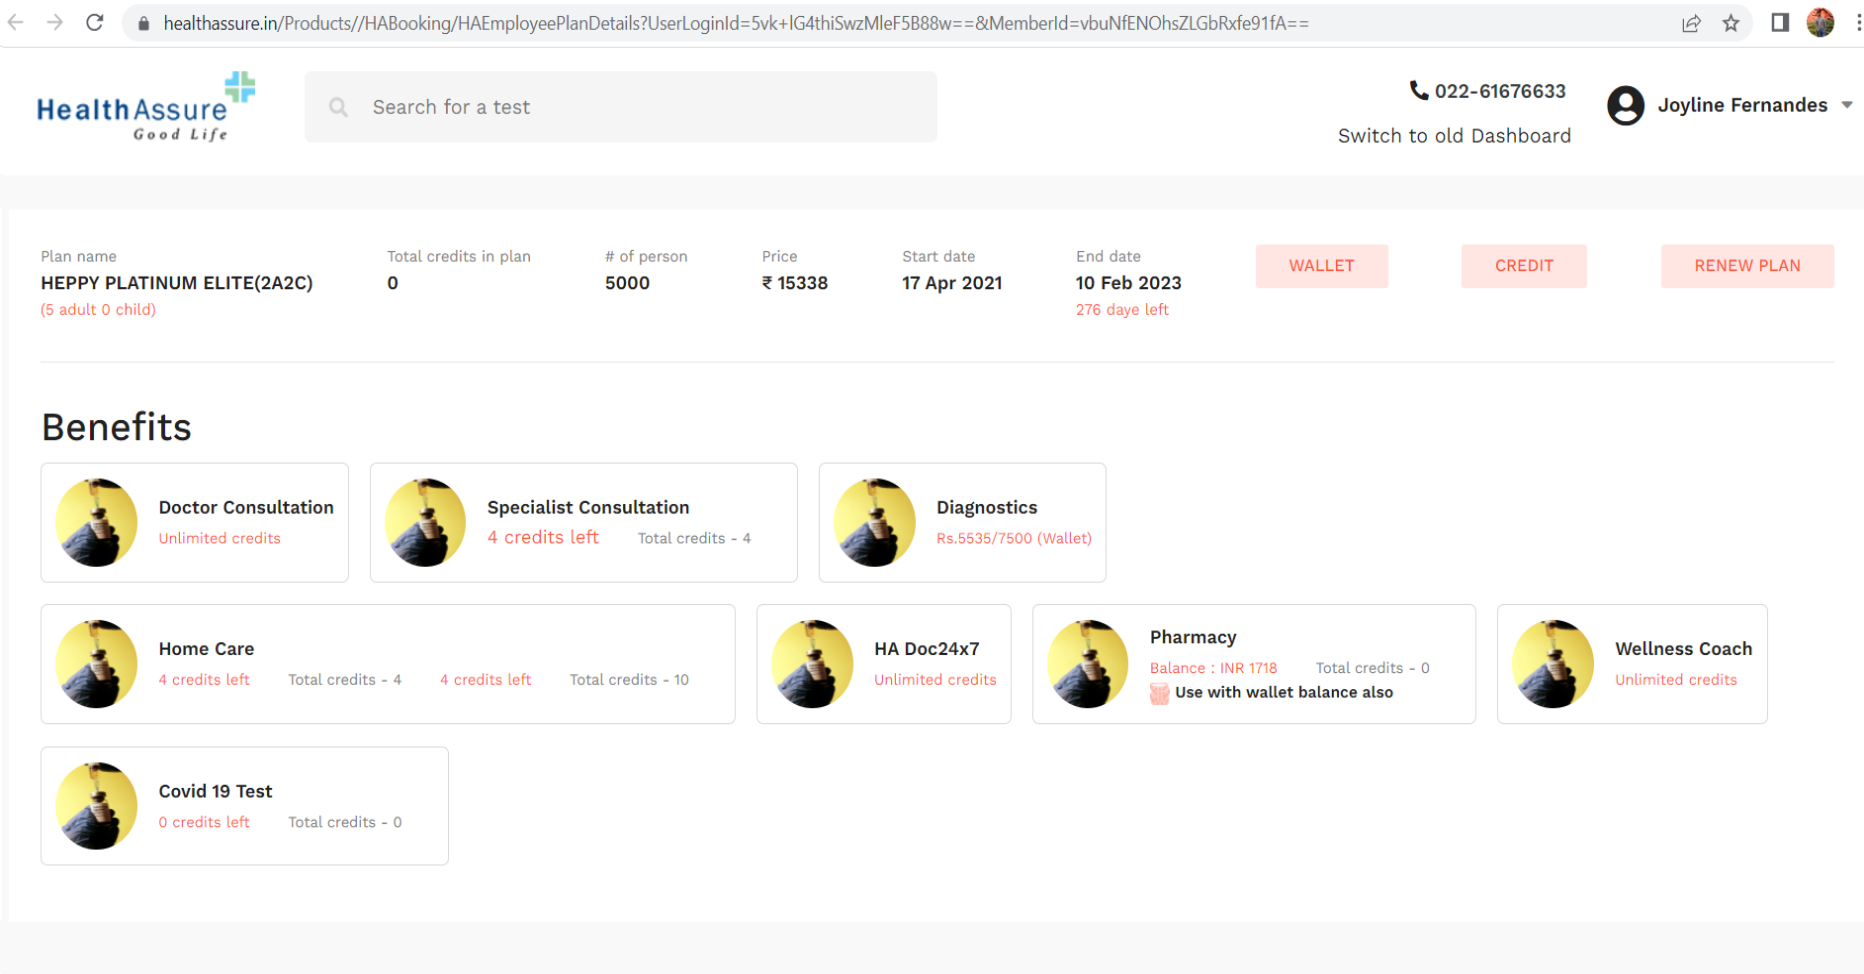 healthassure.in/Products//HABooking/HAEmployeePlanDetails?UserLoginId=5vk+lG4thiSwzMleF5B88w==&MemberId=vbuNfENOhsZLGbRxfe91fA==
HealthAssure
Good Life
Search for a test
022-61676633
Switch to old Dashboard
Joyline Fernandes
Plan name
HEPPY PLATINUM ELITE(2A2C)
(5 adult 0 child)
Total credits in plan
0
# of person
5000
Price
₹ 15338
Start date
17 Apr 2021
End date
10 Feb 2023
276 daye left
WALLET
CREDIT
RENEW PLAN
Benefits
Doctor Consultation
Unlimited credits
Specialist Consultation
4 credits left Total credits - 4
Diagnostics
Rs.5535/7500 (Wallet)
Home Care
4 credits left Total credits - 4 4 credits left Total credits - 10
HA Doc24x7
Unlimited credits
Pharmacy
Balance : INR 1718 Total credits - 0
Use with wallet balance also
Wellness Coach
Unlimited credits
Covid 19 Test
0 credits left Total credits - 0